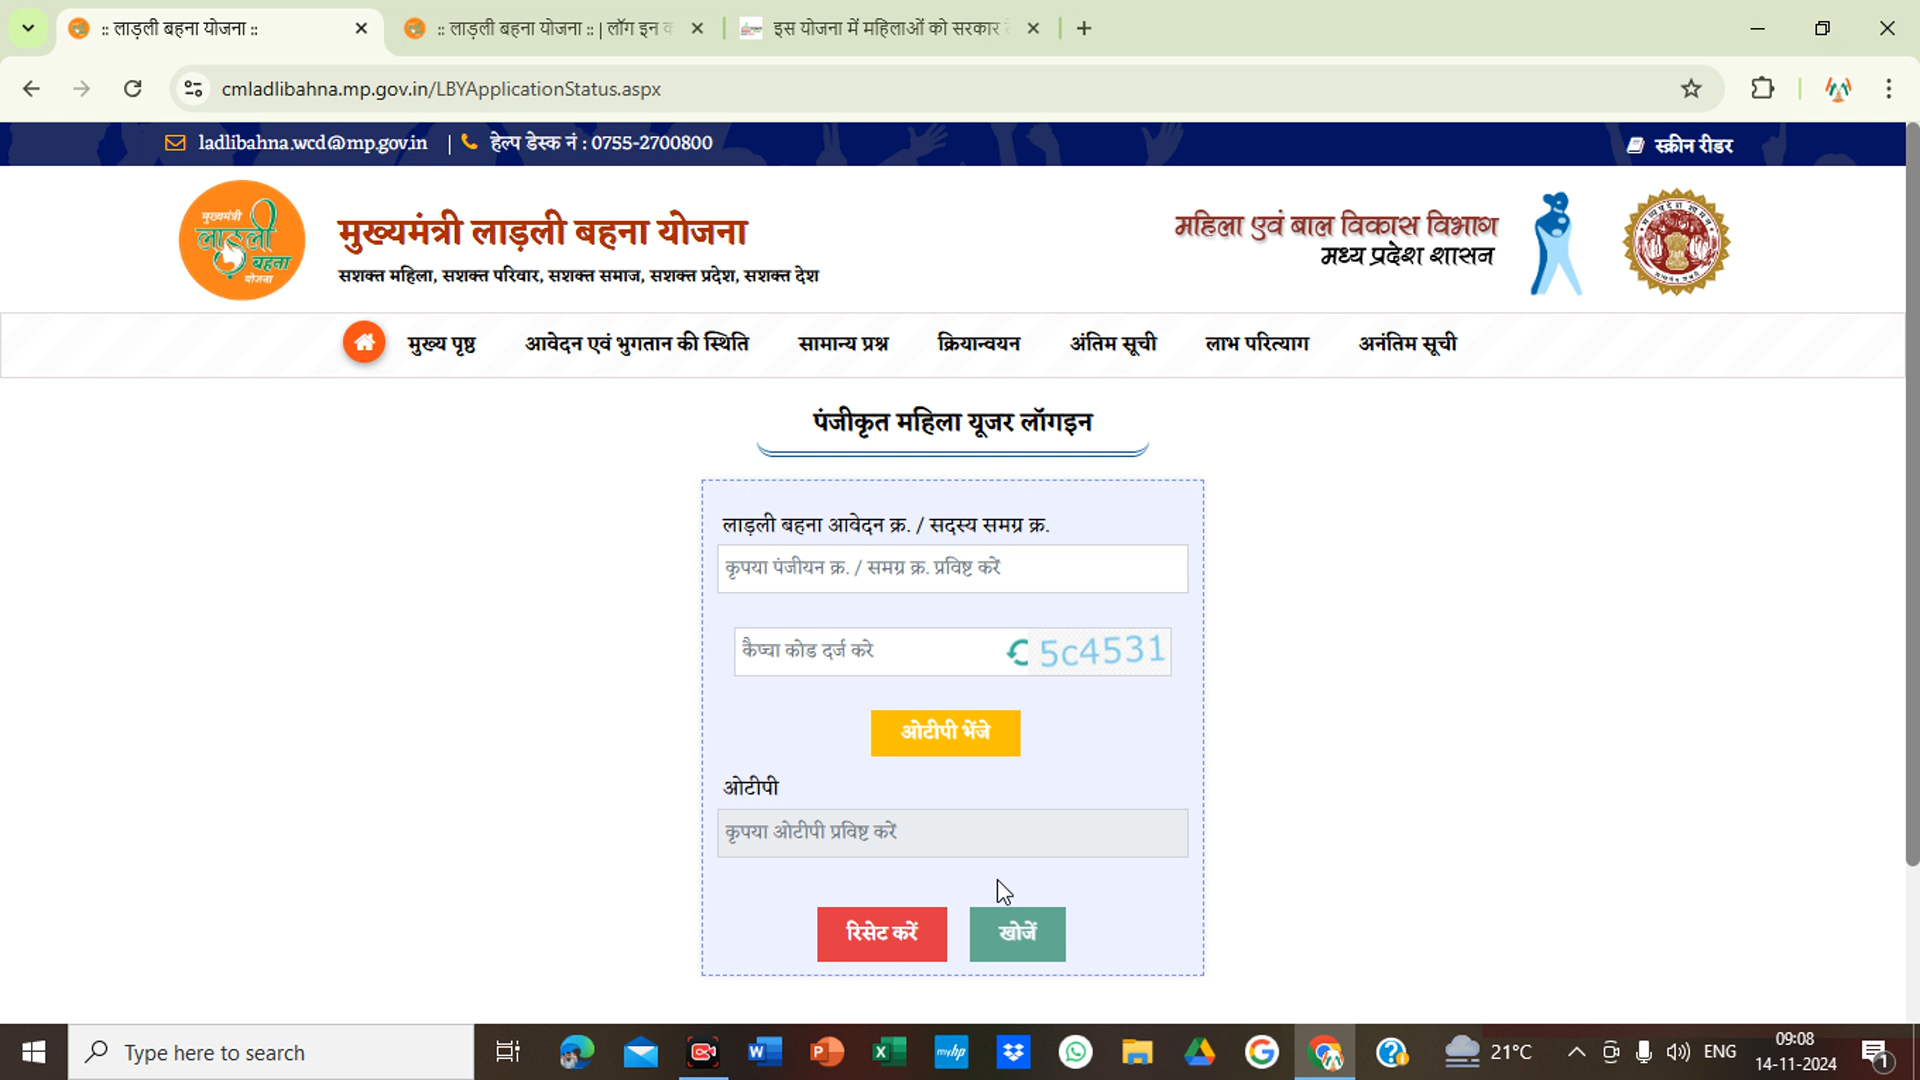 :: लाड़ली बहना योजना ::
:: लाड़ली बहना योजना :: | लॉग इन क
इस योजना में महिलाओं को सरकार दे
cmladlibahna.mp.gov.in/LBYApplicationStatus.aspx
ladlibahna.wcd@mp.gov.in | हेल्प डेस्क नं : 0755-2700800
स्क्रीन रीडर
मुख्यमंत्री
लाड़ली
बहना
योजना
मुख्यमंत्री लाड़ली बहना योजना
सशक्त महिला, सशक्त परिवार, सशक्त समाज, सशक्त प्रदेश, सशक्त देश
महिला एवं बाल विकास विभाग
मध्य प्रदेश शासन
मुख्य पृष्ठ आवेदन एवं भुगतान की स्थिति सामान्य प्रश्न क्रियान्वयन अंतिम सूची लाभ परित्याग अनंतिम सूची
पंजीकृत महिला यूजर लॉगइन
लाड़ली बहना आवेदन क्र. / सदस्य समग्र क्र.
कृपया पंजीयन क्र. / समग्र क्र. प्रविष्ट करें
कैप्चा कोड दर्ज करे
5c4531
ओटीपी भेंजे
ओटीपी
कृपया ओटीपी प्रविष्ट करें
रिसेट करें
खोजें
Type here to search
myhp
21°C
ENG
09:08
14-11-2024
1